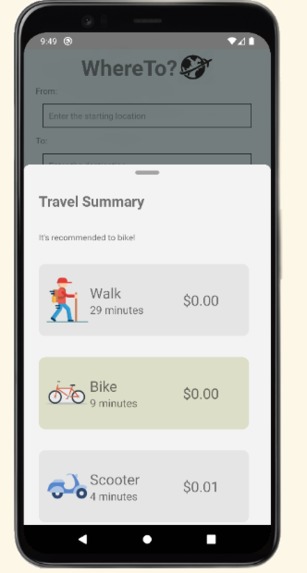 9:49
WhereTo?
From:
Enter the starting location
To:
Travel Summary
It's recommended to bike!
Walk
29 minutes
$0.00
Bike
9 minutes
$0.00
Scooter
4 minutes
$0.01